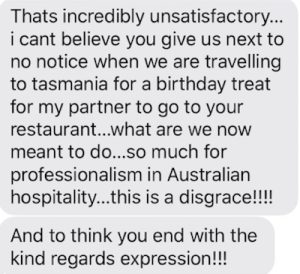 Thats incredibly unsatisfactory...
i cant believe you give us next to
no notice when we are travelling
to tasmania for a birthday treat
for my partner to go to your
restaurant...what are we now
meant to do...so much for
professionalism in Australian
hospitality...this is a disgrace!!!!
And to think you end with the
kind regards expression!!!